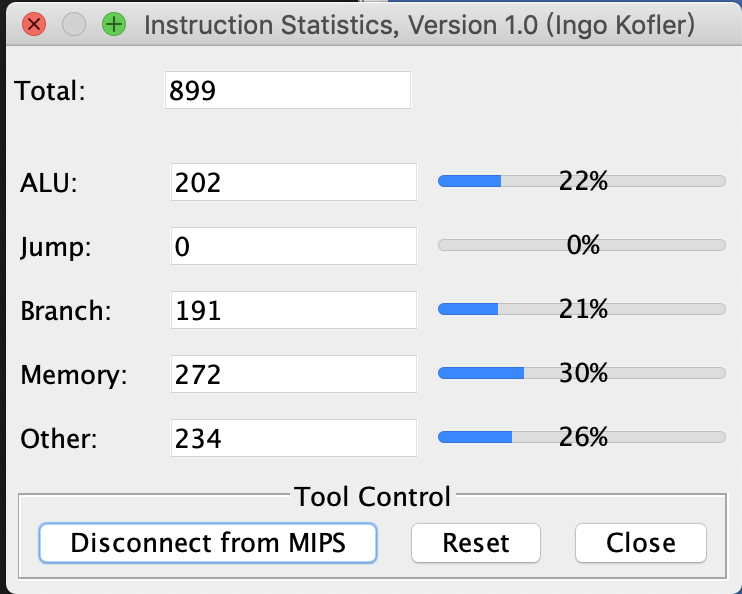 Instruction Statistics, Version 1.0 (Ingo Kofler)
Total: 899
ALU: 202 22%
Jump: 0 0%
Branch: 191 21%
Memory: 272 30%
Other: 234 26%
Tool Control
Disconnect from MIPS Reset Close